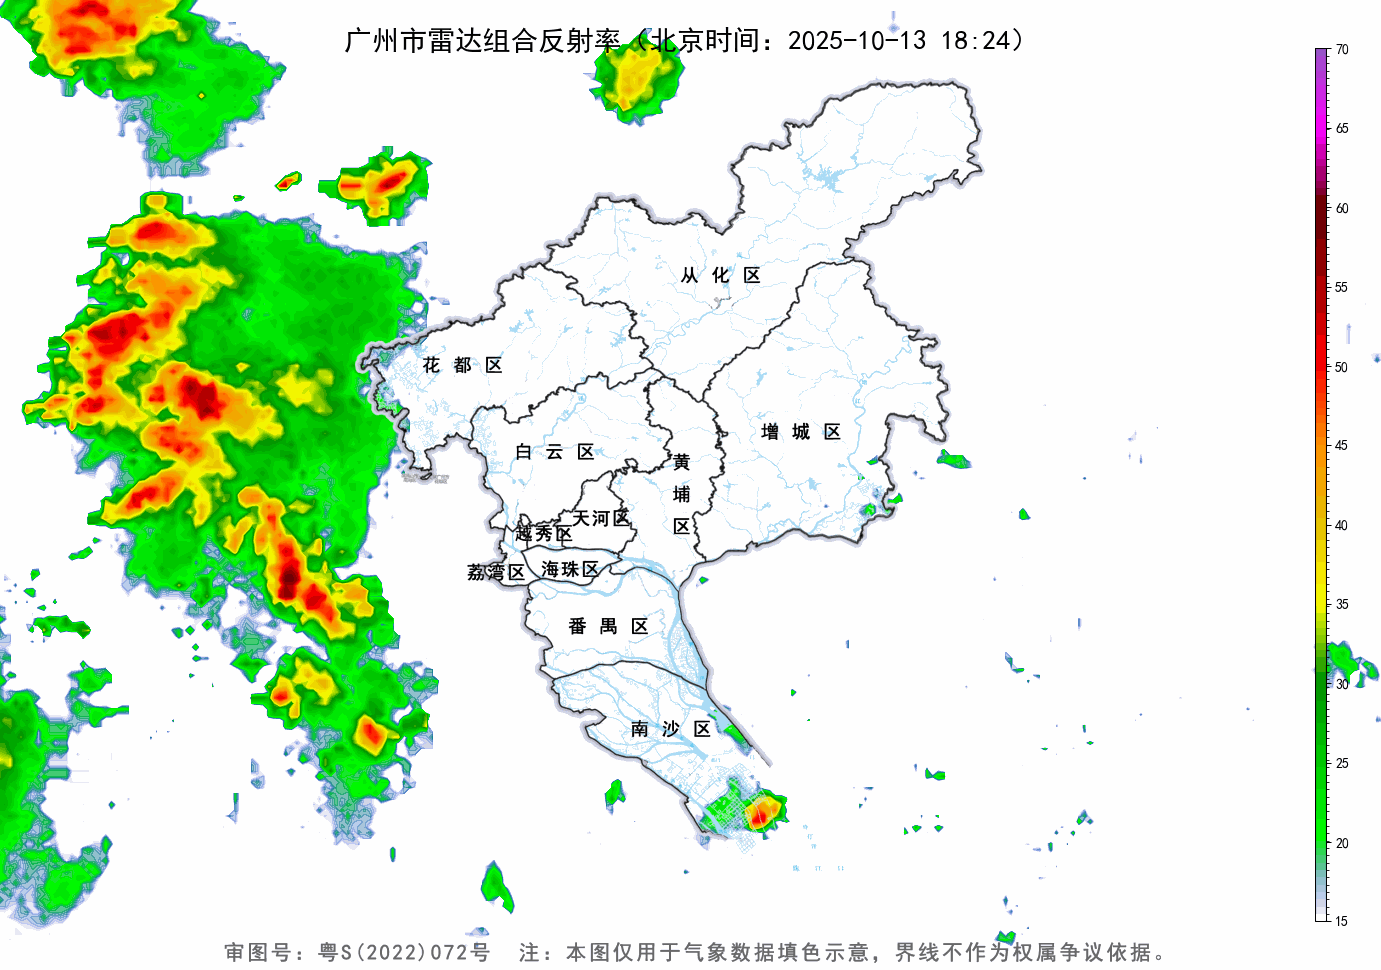 广州市雷达组合反射率（北京时间：2025-10-13 18:24）
70
65
60
55
50
45
40
35
30
25
20
15
从化区
花都区
增城区
白云区
黄埔区
天河区
越秀区
荔湾区
海珠区
番禺区
南沙区
审图号：粤S(2022)072号 注：本图仅用于气象数据填色示意，界线不作为权属争议依据。